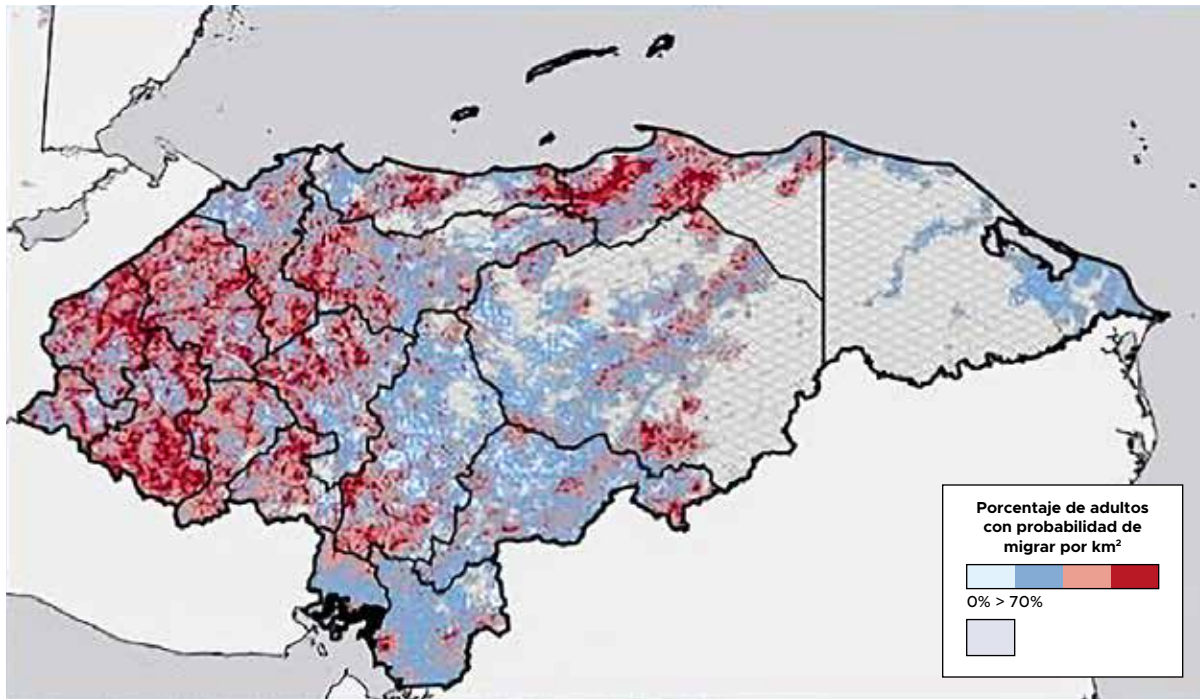 Porcentaje de adultos
con probabilidad de
migrar por km²
0% > 70%